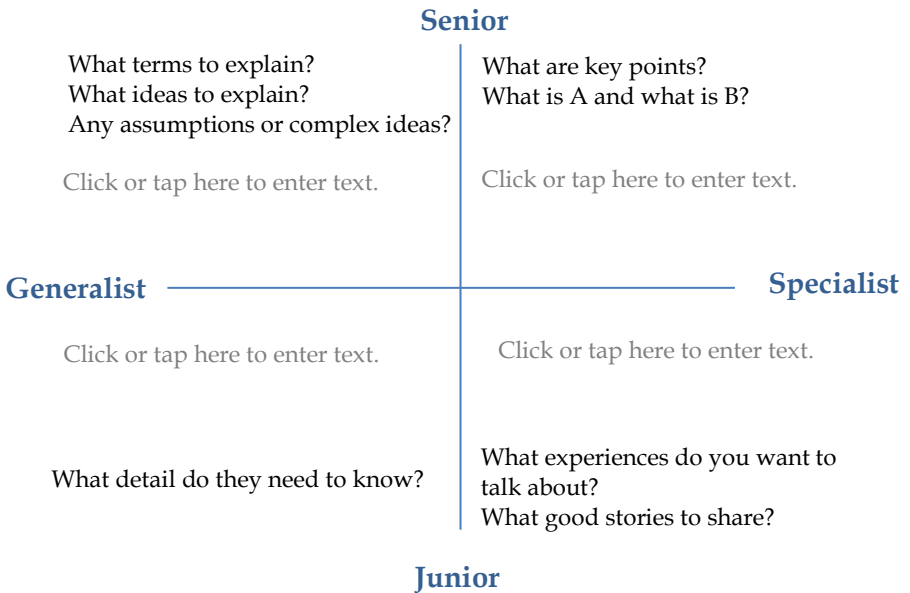 Senior
What terms to explain?
What ideas to explain?
Any assumptions or complex ideas?
Click or tap here to enter text.
What are key points?
What is A and what is B?
Click or tap here to enter text.
Generalist
Specialist
Click or tap here to enter text.
What detail do they need to know?
Click or tap here to enter text.
What experiences do you want to
talk about?
What good stories to share?
Junior